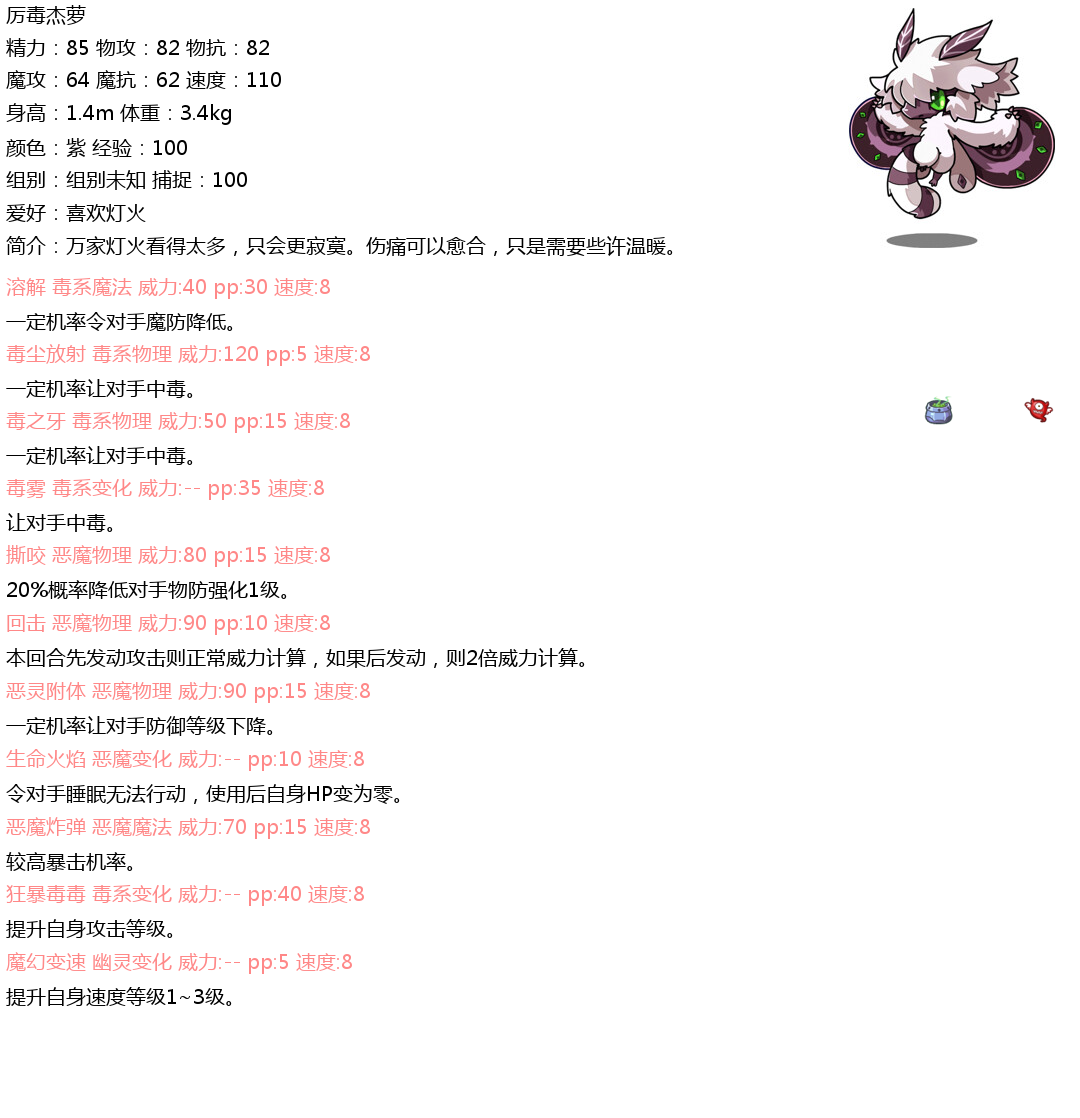 厉毒杰萝
精力：85 物攻：82 物抗：82
魔攻：64 魔抗：62 速度：110
身高：1.4m 体重：3.4kg
颜色：紫 经验：100
组别：组别未知 捕捉：100
爱好：喜欢灯火
简介：万家灯火看得太多，只会更寂寞。伤痛可以愈合，只是需要些许温暖。
溶解 毒系魔法 威力:40 pp:30 速度:8
一定机率令对手魔防降低。
毒尘放射 毒系物理 威力:120 pp:5 速度:8
一定机率让对手中毒。
毒之牙 毒系物理 威力:50 pp:15 速度:8
一定机率让对手中毒。
毒雾 毒系变化 威力:-- pp:35 速度:8
让对手中毒。
撕咬 恶魔物理 威力:80 pp:15 速度:8
20%概率降低对手物防强化1级。
回击 恶魔物理 威力:90 pp:10 速度:8
本回合先发动攻击则正常威力计算，如果后发动，则2倍威力计算。
恶灵附体 恶魔物理 威力:90 pp:15 速度:8
一定机率让对手防御等级下降。
生命火焰 恶魔变化 威力:-- pp:10 速度:8
令对手睡眠无法行动，使用后自身HP变为零。
恶魔炸弹 恶魔魔法 威力:70 pp:15 速度:8
较高暴击机率。
狂暴毒毒 毒系变化 威力:-- pp:40 速度:8
提升自身攻击等级。
魔幻变速 幽灵变化 威力:-- pp:5 速度:8
提升自身速度等级1~3级。